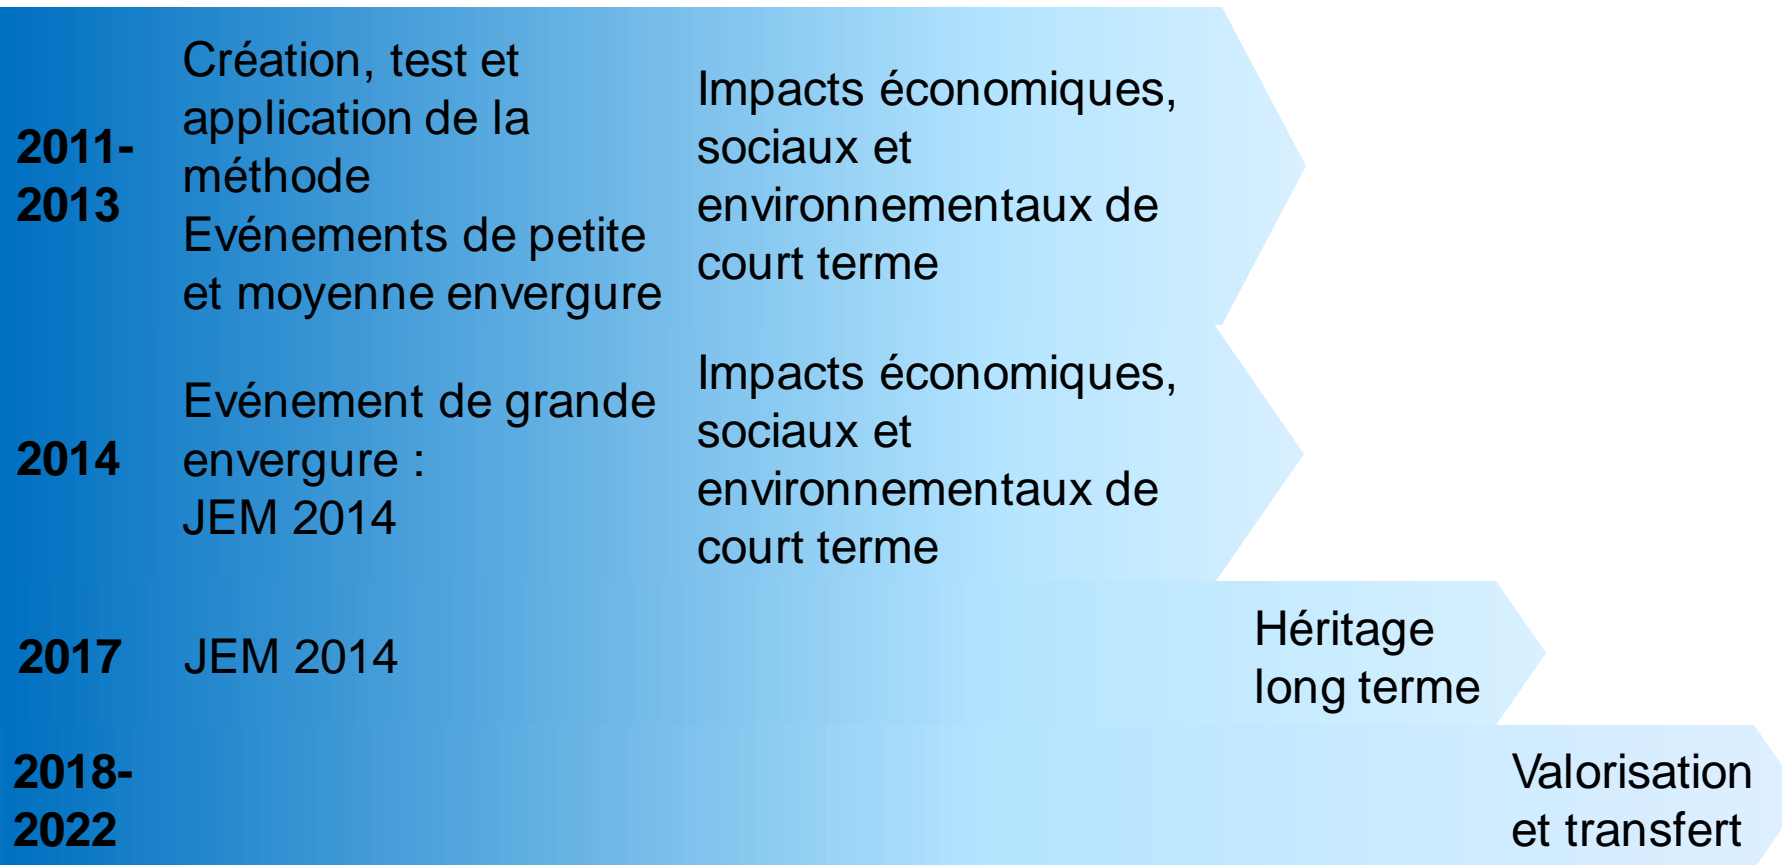 2011-
2013
Création, test et
application de la
méthode
Evénements de petite
et moyenne envergure
Impacts économiques,
sociaux et
environnementaux de
court terme
2014
Evénement de grande
envergure :
JEM 2014
Impacts économiques,
sociaux et
environnementaux de
court terme
2017
JEM 2014
Héritage
long terme
2018-
2022
Valorisation
et transfert